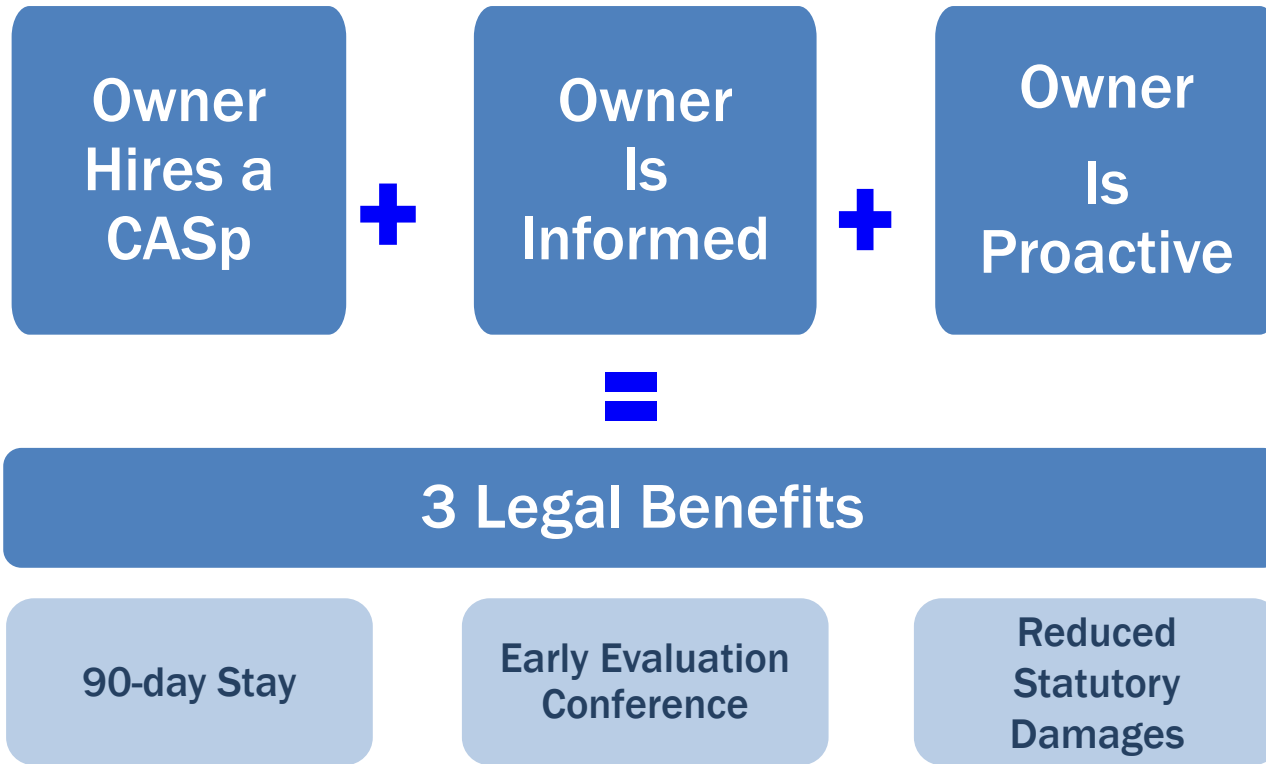 Owner
Hires a
CASp
+
Owner
Is
Informed
+
Owner
Is
Proactive
=
3 Legal Benefits
90-day Stay
Early Evaluation
Conference
Reduced
Statutory
Damages